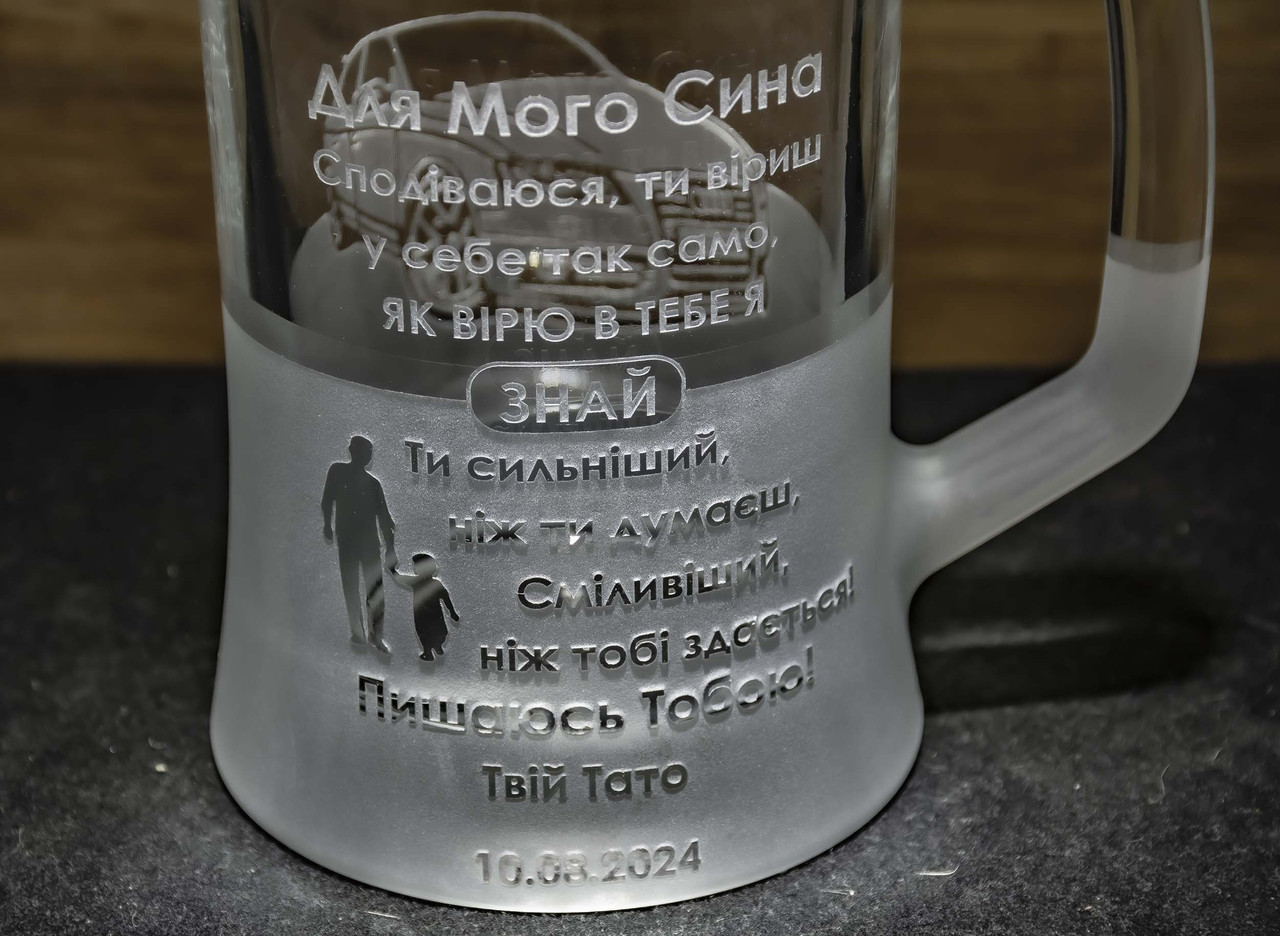 Для Мого Сина
Сподіваюся, ти віриш
у себе так само,
ЯК ВІРЮ В ТЕБЕ Я
ЗНАЙ
Ти сильніший,
ніж ти думаєш,
Сміливіший,
ніж тобі здається!
Пишаюсь Тобою!
Твій Тато
10.08.2024